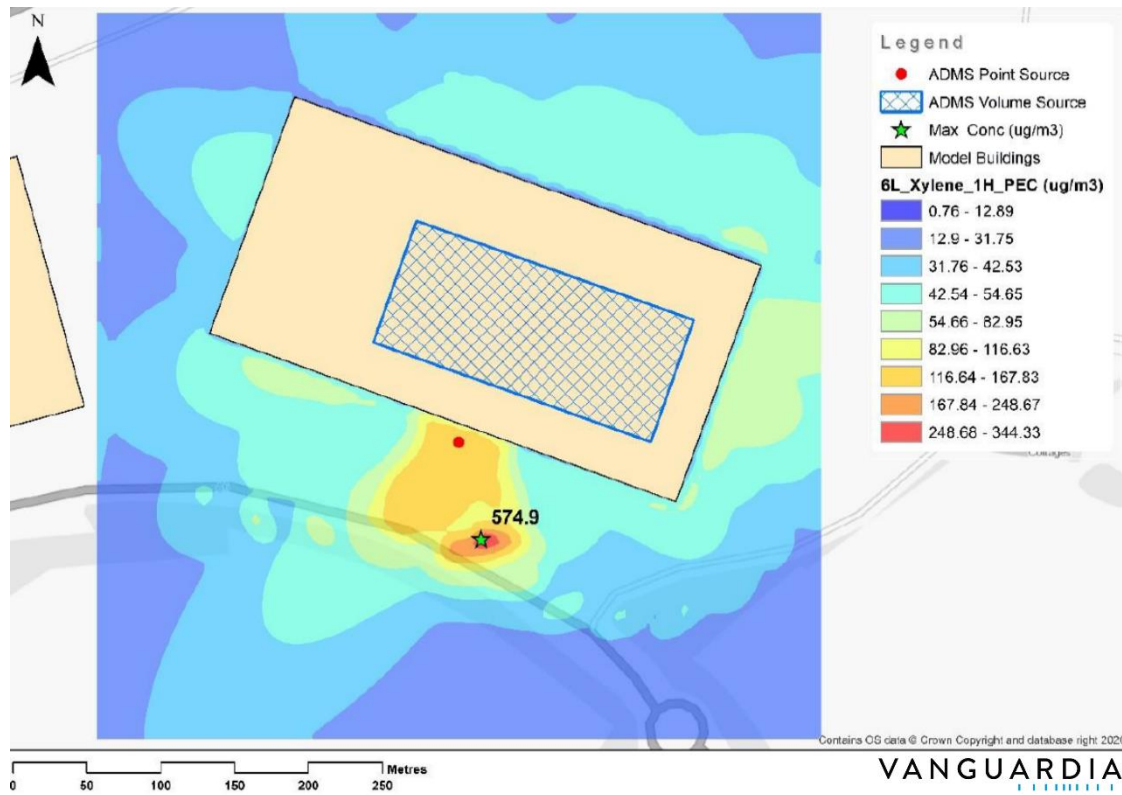 N
Legend
ADMS Point Source
ADMS Volume Source
Max Conc (ug/m3)
Model Buildings
6L_Xylene_1H_PEC (ug/m3)
0.76 - 12.89
12.9 - 31.75
31.76 - 42.53
42.54 - 54.65
54.66 - 82.95
82.96 - 116.63
116.64 - 167.83
167.84 - 248.67
248.68 - 344.33
Cottages
574.9
Contains OS data © Crown Copyright and database right 2020
Metres
0 50 100 150 200 250
VANGUARDIA